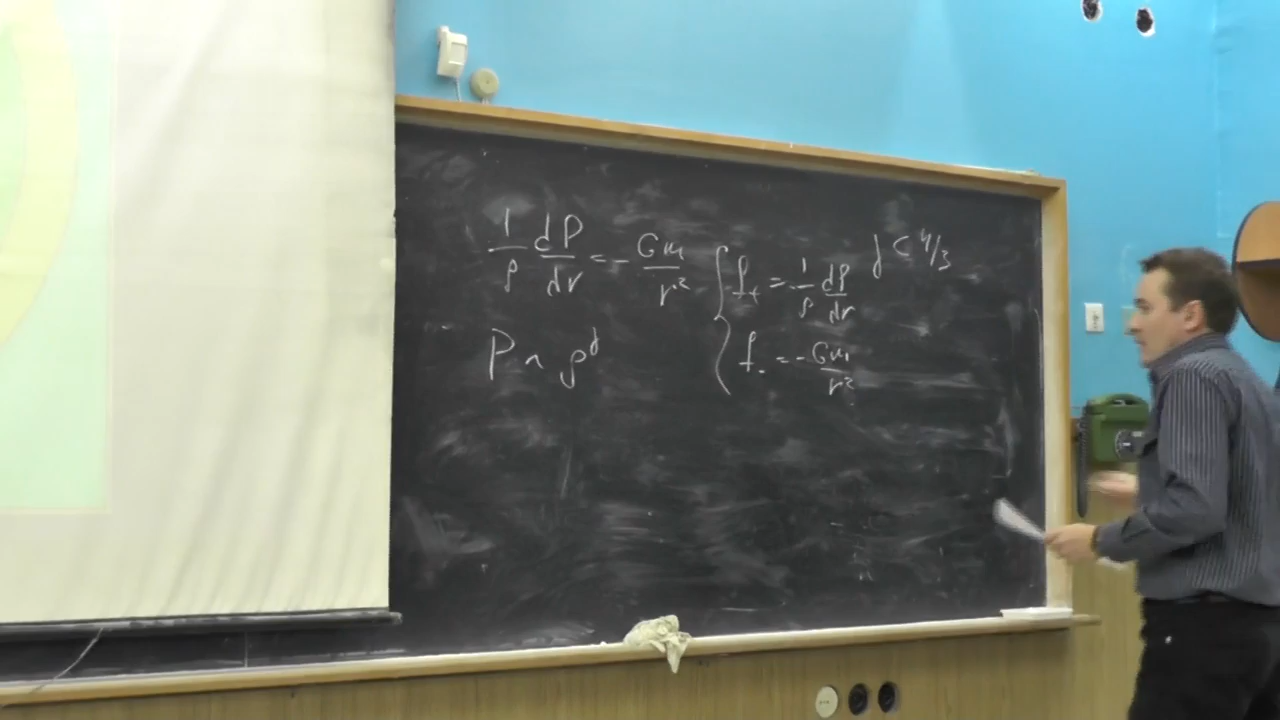 1/ρ dP/dr = - Gm/r²
P ~ ρ^γ
{ f₊ = - 1/ρ dP/dr
f₋ = - Gm/r²
γ < 4/3